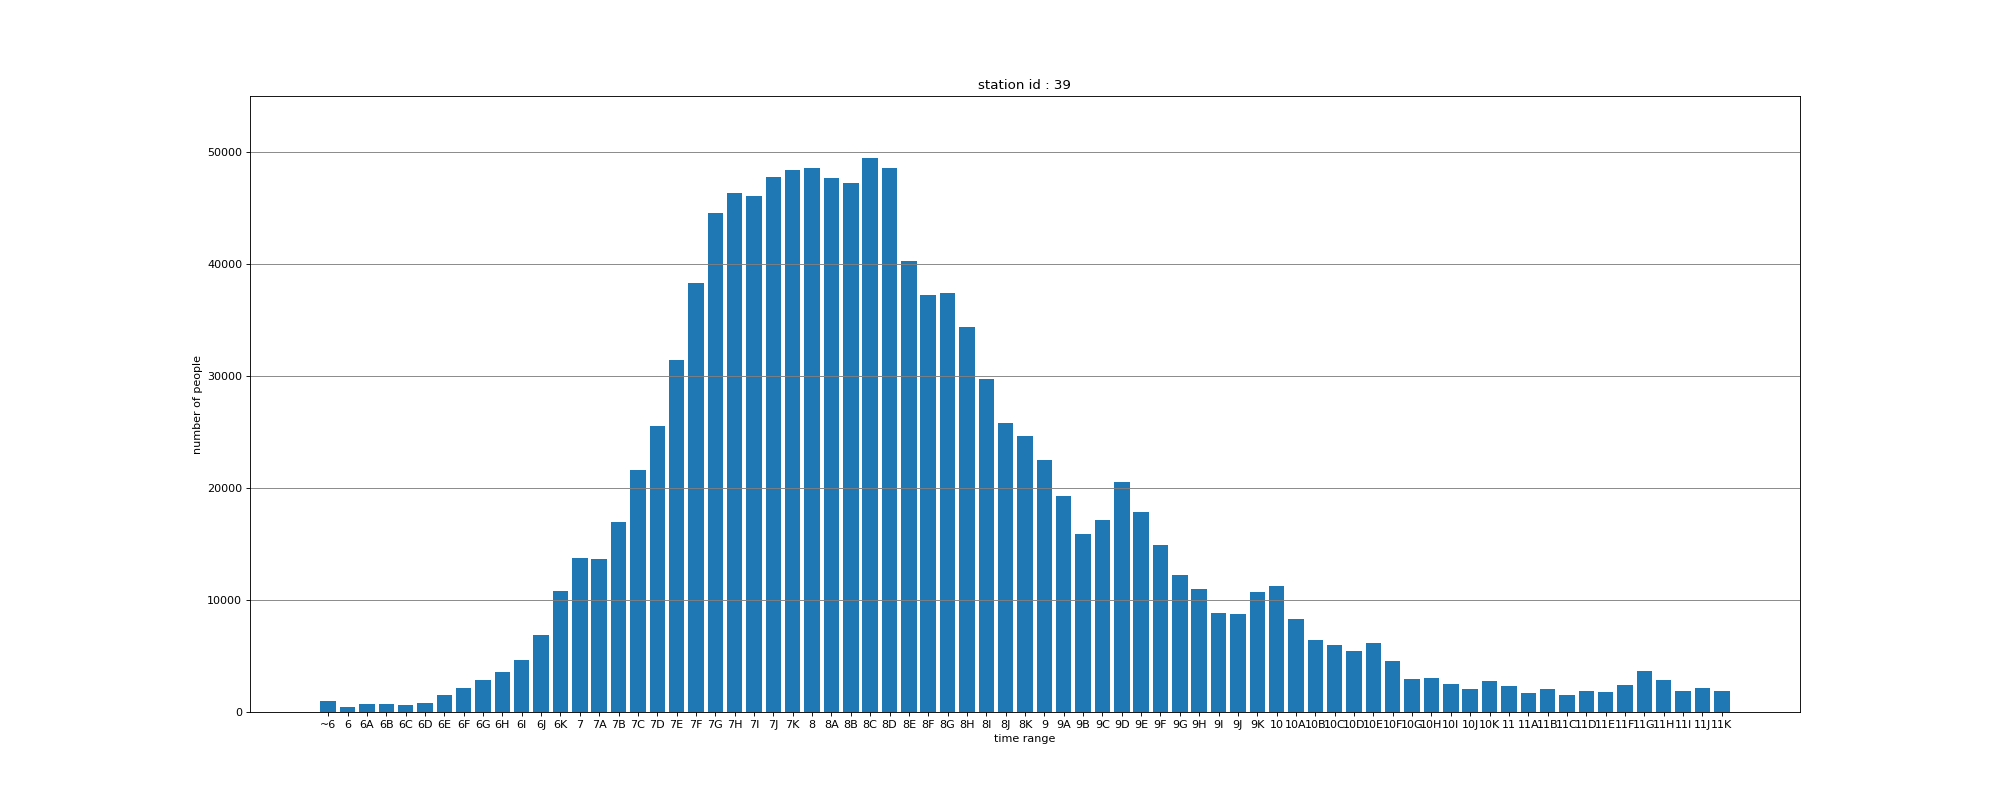 station id : 39
50000
40000
30000
20000
10000
0
number of people
~6 6 6A 6B 6C 6D 6E 6F 6G 6H 6I 6J 6K 7 7A 7B 7C 7D 7E 7F 7G 7H 7I 7J 7K 8 8A 8B 8C 8D 8E 8F 8G 8H 8I 8J 8K 9 9A 9B 9C 9D 9E 9F 9G 9H 9I 9J 9K 10 10A 10B 10C 10D 10E 10F 10G 10H 10I 10J 10K 11 11A 11B 11C 11D 11E 11F 11G 11H 11I 11J 11K
time range